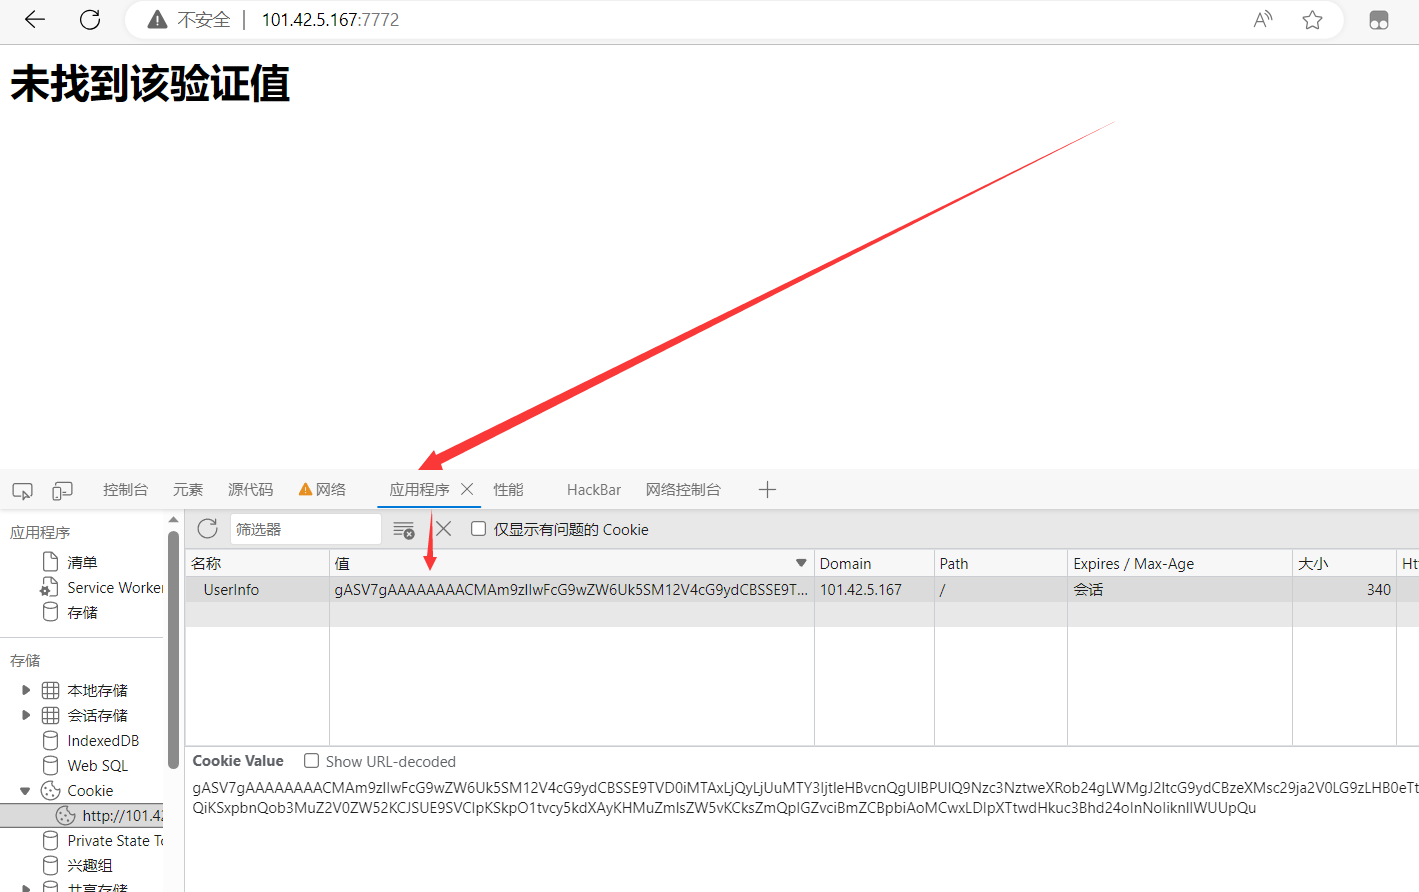 不安全 101.42.5.167:7772
未找到该验证值
控制台 元素 源代码 网络 应用程序 性能 HackBar 网络控制台
应用程序
清单
Service Worker
存储
存储
本地存储
会话存储
IndexedDB
Web SQL
Cookie
http://101.42
Private State To
兴趣组
共享存储
筛选器 仅显示有问题的 Cookie
名称 值 Domain Path Expires / Max-Age 大小 Ht
UserInfo gASV7gAAAAAAAACMAm9zlIwFcG9wZW6Uk5SM12V4cG9ydCBSSE9T... 101.42.5.167 / 会话 340
Cookie Value Show URL-decoded
gASV7gAAAAAAAACMAm9zlIwFcG9wZW6Uk5SM12V4cG9ydCBSSE9TVD0iMTAxLjQyLjUuMTY3IjtleHBvcnQgUlBPUlQ9Nzc3NztweXRob24gLWMgJ2ltcG9ydCBzeXMsc29ja2V0LG9zLHB0eTt
QiKSxpbnQob3MuZ2V0ZW52KCJSUE9SVCIpKSkpO1tvcy5kdXAyKHMuZmlsZW5vKCksZmQpIGZvciBmZCBpbiAoMCwxLDIpXTtwdHkuc3Bhd24oInNoIiknlIWUUpQu